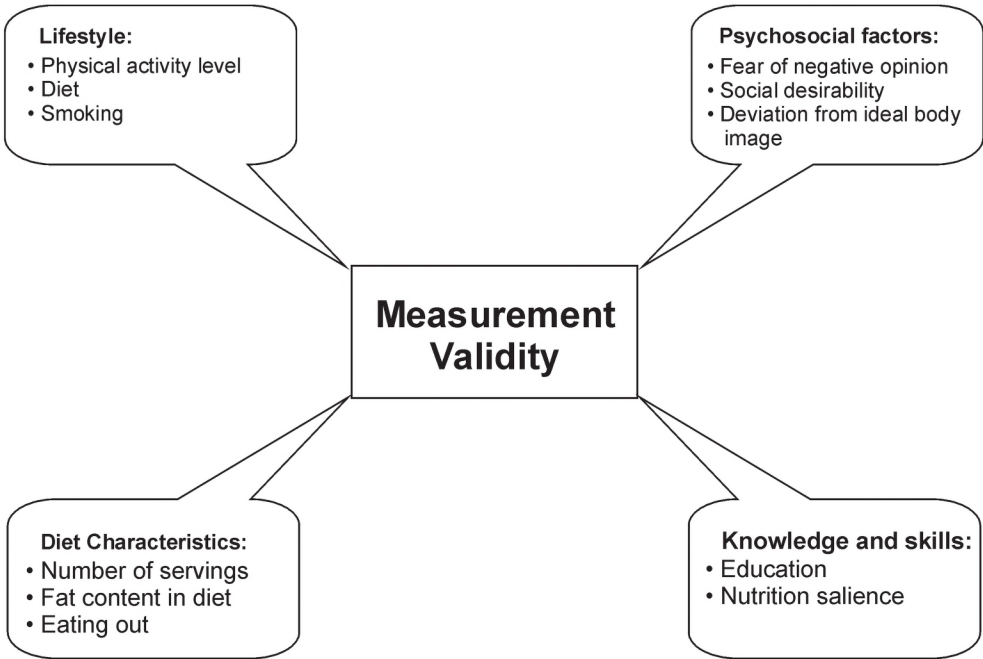 Lifestyle:
• Physical activity level
• Diet
• Smoking
Psychosocial factors:
• Fear of negative opinion
• Social desirability
• Deviation from ideal body
image
Measurement
Validity
Diet Characteristics:
• Number of servings
• Fat content in diet
• Eating out
Knowledge and skills:
• Education
• Nutrition salience